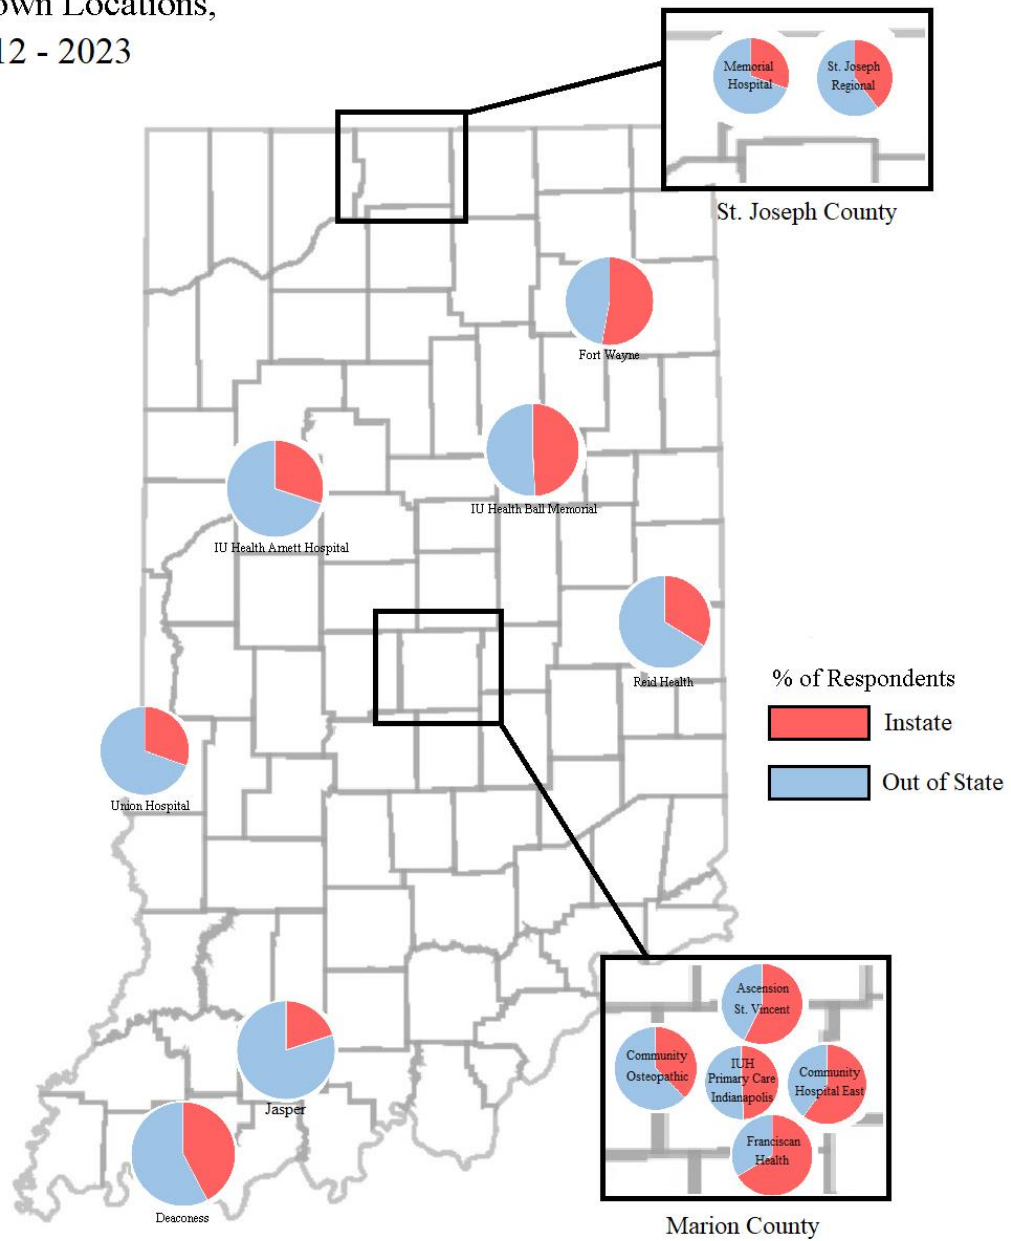 own Locations,
12 - 2023
Memorial
Hospital
St. Joseph
Regional
St. Joseph County
Fort Wayne
IU Health Ball Memorial
IU Health Arnett Hospital
Reid Health
% of Respondents
Instate
Out of State
Union Hospital
Jasper
Deaconess
Ascension
St. Vincent
Community
Osteopathic
IUH
Primary Care
Indianapolis
Community
Hospital East
Franciscan
Health
Marion County